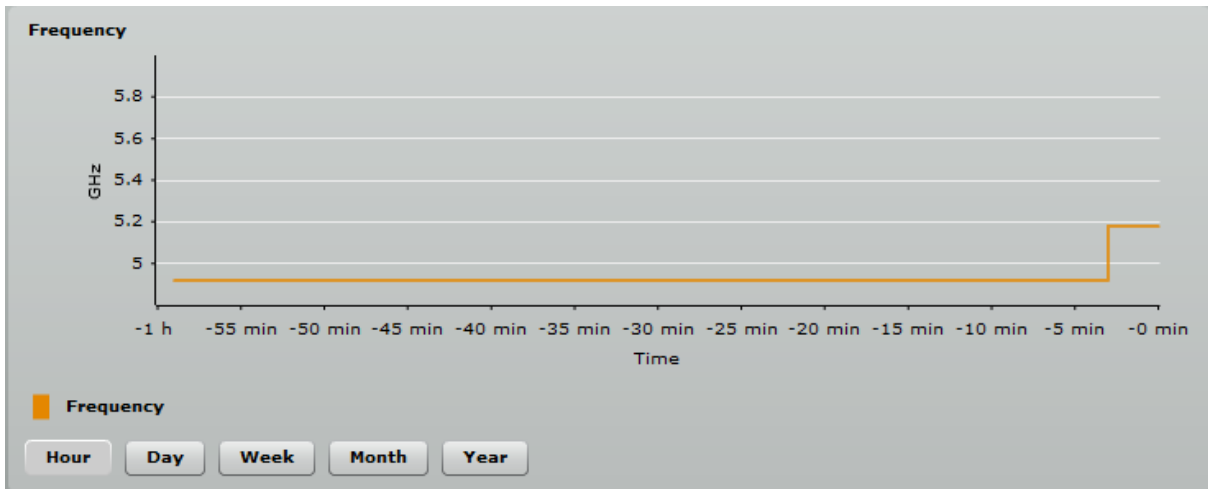 Frequency
5.8
5.6
5.4
5.2
5
GHz
-1 h -55 min -50 min -45 min -40 min -35 min -30 min -25 min -20 min -15 min -10 min -5 min -0 min
Time
Frequency
Hour Day Week Month Year